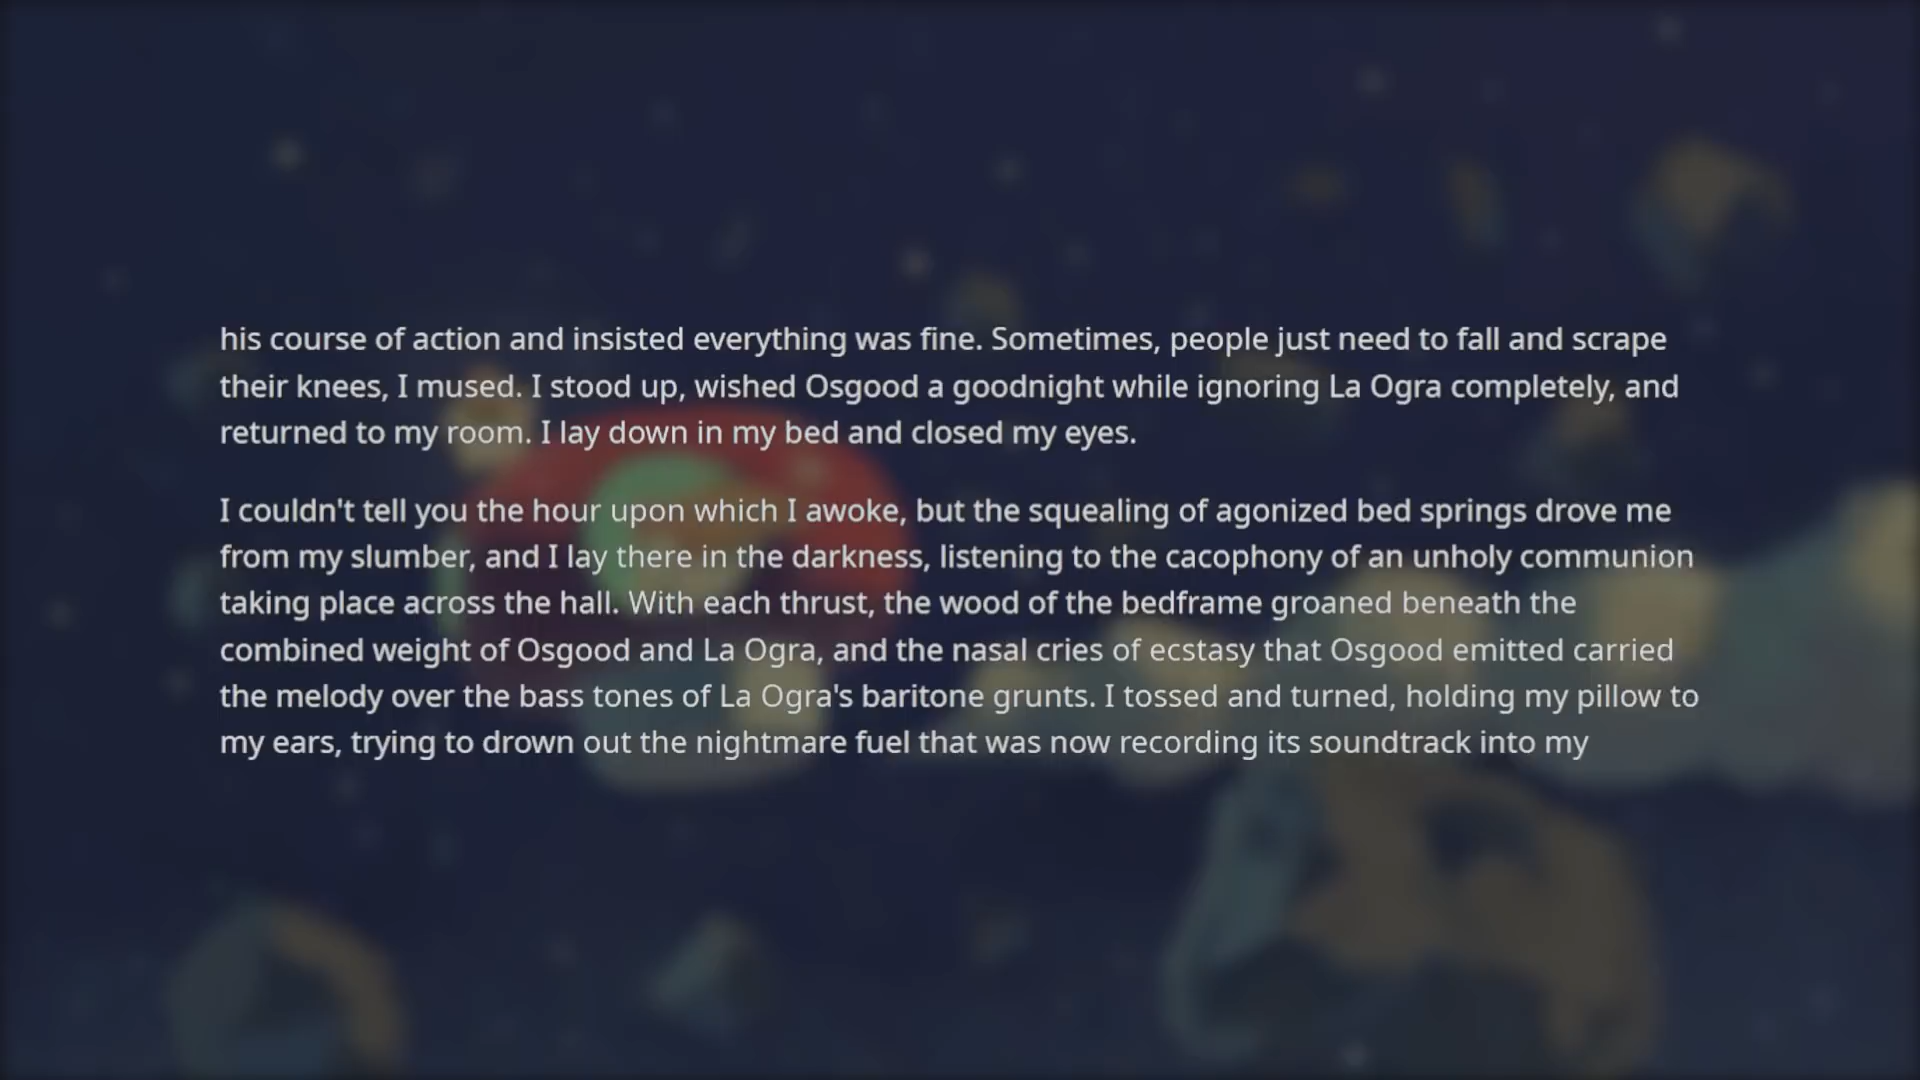 his course of action and insisted everything was fine. Sometimes, people just need to fall and scrape
their knees, I mused. I stood up, wished Osgood a goodnight while ignoring La Ogra completely, and
returned to my room. I lay down in my bed and closed my eyes.
I couldn't tell you the hour upon which I awoke, but the squealing of agonized bed springs drove me
from my slumber, and I lay there in the darkness, listening to the cacophony of an unholy communion
taking place across the hall. With each thrust, the wood of the bedframe groaned beneath the
combined weight of Osgood and La Ogra, and the nasal cries of ecstasy that Osgood emitted carried
the melody over the bass tones of La Ogra's baritone grunts. I tossed and turned, holding my pillow to
my ears, trying to drown out the nightmare fuel that was now recording its soundtrack into my